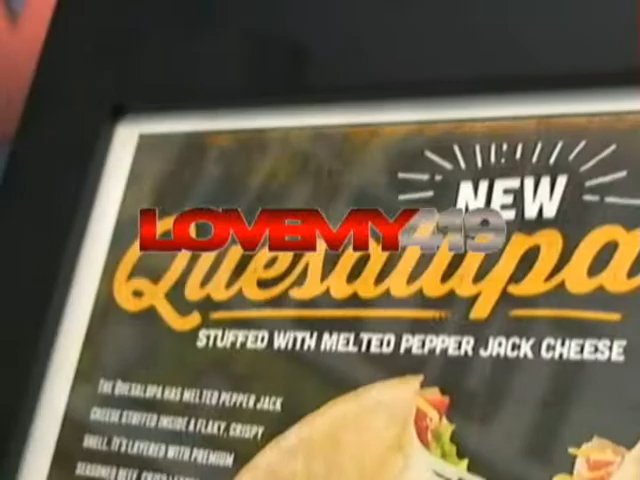 NEW
LOVEMY419
Quesalupa
STUFFED WITH MELTED PEPPER JACK CHEESE
THE QUESALUPA HAS MELTED PEPPER JACK
CHEESE STUFFED INSIDE A FLAKY, CRISPY
SHELL. IT'S LAYERED WITH PREMIUM
SEASONED BEEF,